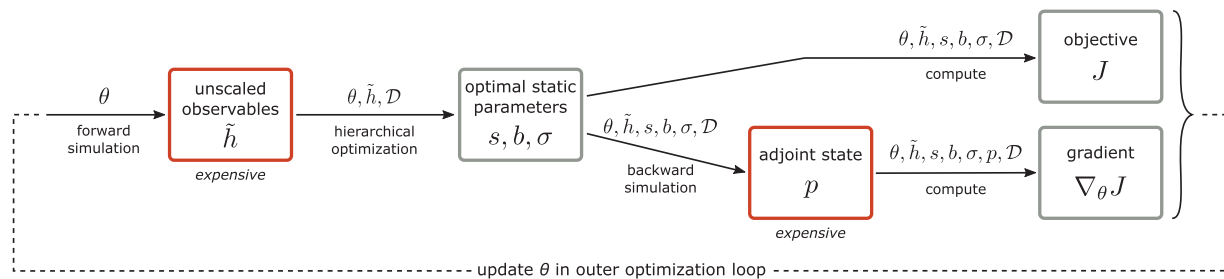 θ
forward
simulation
unscaled
observables
h̃
expensive
θ, h̃, 𝒟
hierarchical
optimization
optimal static
parameters
s, b, σ
θ, h̃, s, b, σ, 𝒟
compute
objective
J
θ, h̃, s, b, σ, 𝒟
backward
simulation
adjoint state
p
expensive
θ, h̃, s, b, σ, p, 𝒟
compute
gradient
∇θJ
update θ in outer optimization loop